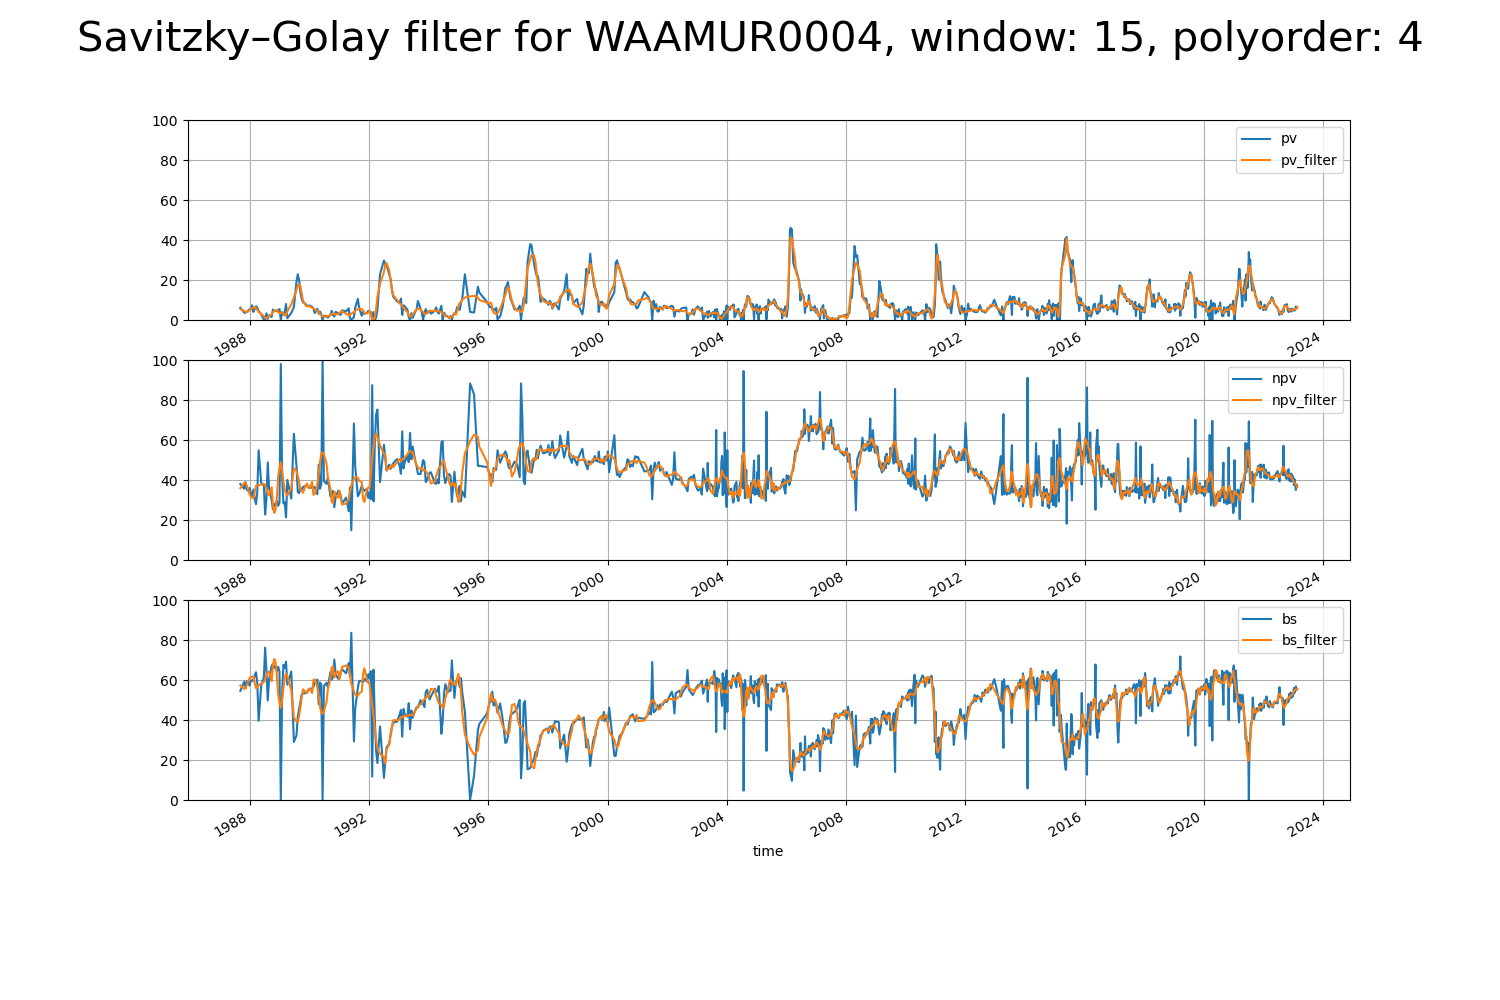 Savitzky–Golay filter for WAAMUR0004, window: 15, polyorder: 4
100
80
60
40
20
0
pv
pv_filter
1988 1992 1996 2000 2004 2008 2012 2016 2020 2024
100
80
60
40
20
0
npv
npv_filter
1988 1992 1996 2000 2004 2008 2012 2016 2020 2024
100
80
60
40
20
0
bs
bs_filter
1988 1992 1996 2000 2004 2008 2012 2016 2020 2024
time